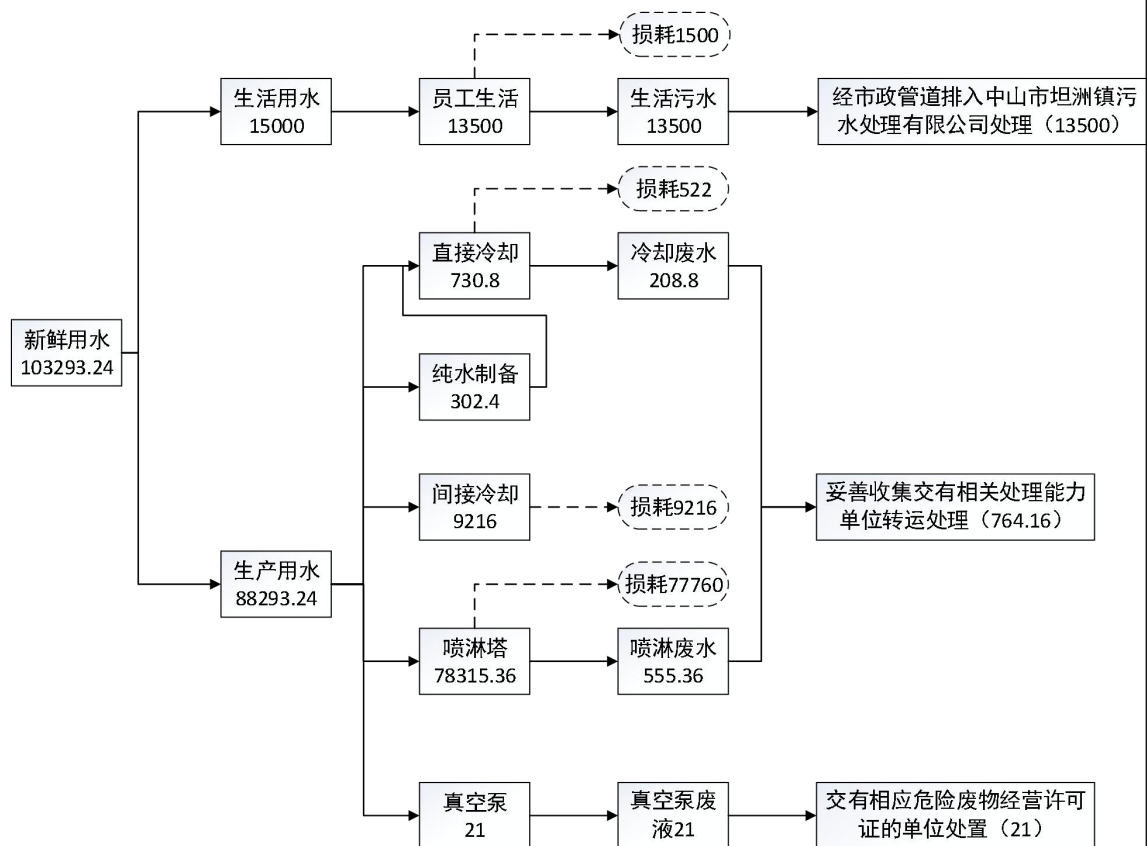 损耗1500
生活用水
15000
员工生活
13500
生活污水
13500
经市政管道排入中山市坦洲镇污
水处理有限公司处理（13500）
损耗522
直接冷却
730.8
冷却废水
208.8
新鲜用水
103293.24
纯水制备
302.4
间接冷却
9216
损耗9216
妥善收集交有相关处理能力
单位转运处理（764.16）
生产用水
88293.24
损耗77760
喷淋塔
78315.36
喷淋废水
555.36
真空泵
21
真空泵废
液21
交有相应危险废物经营许可
证的单位处置（21）